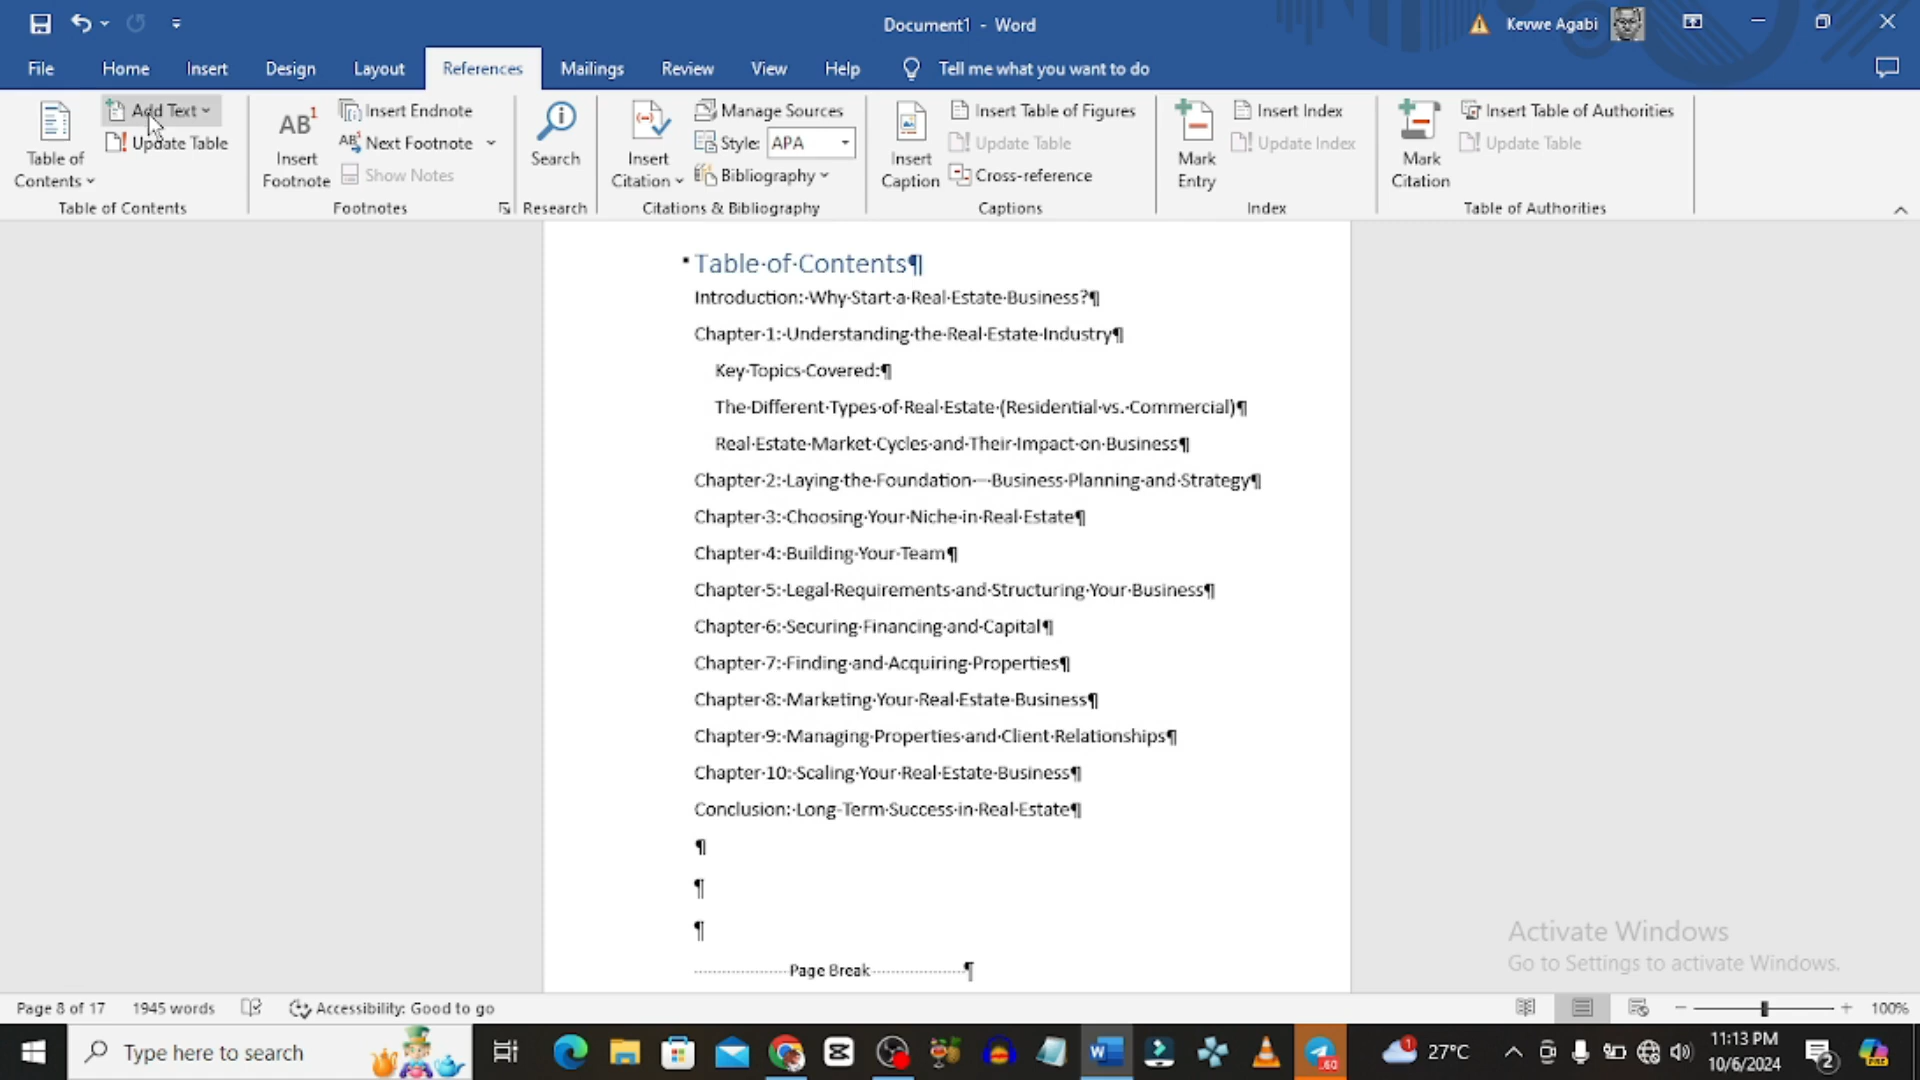 Document1 - Word
Kevwe Agabi
File Home Insert Design Layout References Mailings Review View Help Tell me what you want to do
Table of Contents
Add Text
Update Table
Table of Contents
AB1
Insert Footnote
Insert Endnote
AB1 Next Footnote
Show Notes
Footnotes
Search
Research
Insert Citation
Manage Sources
Style: APA
Bibliography
Citations & Bibliography
Insert Caption
Insert Table of Figures
Update Table
Cross-reference
Captions
Mark Entry
Insert Index
Update Index
Index
Mark Citation
Insert Table of Authorities
Update Table
Table of Authorities
Table·of·Contents¶
Introduction:·Why·Start·a·Real·Estate·Business?¶
Chapter·1:·Understanding·the·Real·Estate·Industry¶
Key·Topics·Covered:¶
The·Different·Types·of·Real·Estate·(Residential·vs.·Commercial)¶
Real·Estate·Market·Cycles·and·Their·Impact·on·Business¶
Chapter·2:·Laying·the·Foundation·—·Business·Planning·and·Strategy¶
Chapter·3:·Choosing·Your·Niche·in·Real·Estate¶
Chapter·4:·Building·Your·Team¶
Chapter·5:·Legal·Requirements·and·Structuring·Your·Business¶
Chapter·6:·Securing·Financing·and·Capital¶
Chapter·7:·Finding·and·Acquiring·Properties¶
Chapter·8:·Marketing·Your·Real·Estate·Business¶
Chapter·9:·Managing·Properties·and·Client·Relationships¶
Chapter·10:·Scaling·Your·Real·Estate·Business¶
Conclusion:·Long-Term·Success·in·Real·Estate¶
¶
¶
¶
Page Break ¶
Activate Windows
Go to Settings to activate Windows.
Page 8 of 17 1945 words Accessibility: Good to go 100%
Type here to search
60
1 27°C
11:13 PM
10/6/2024
2
PRE